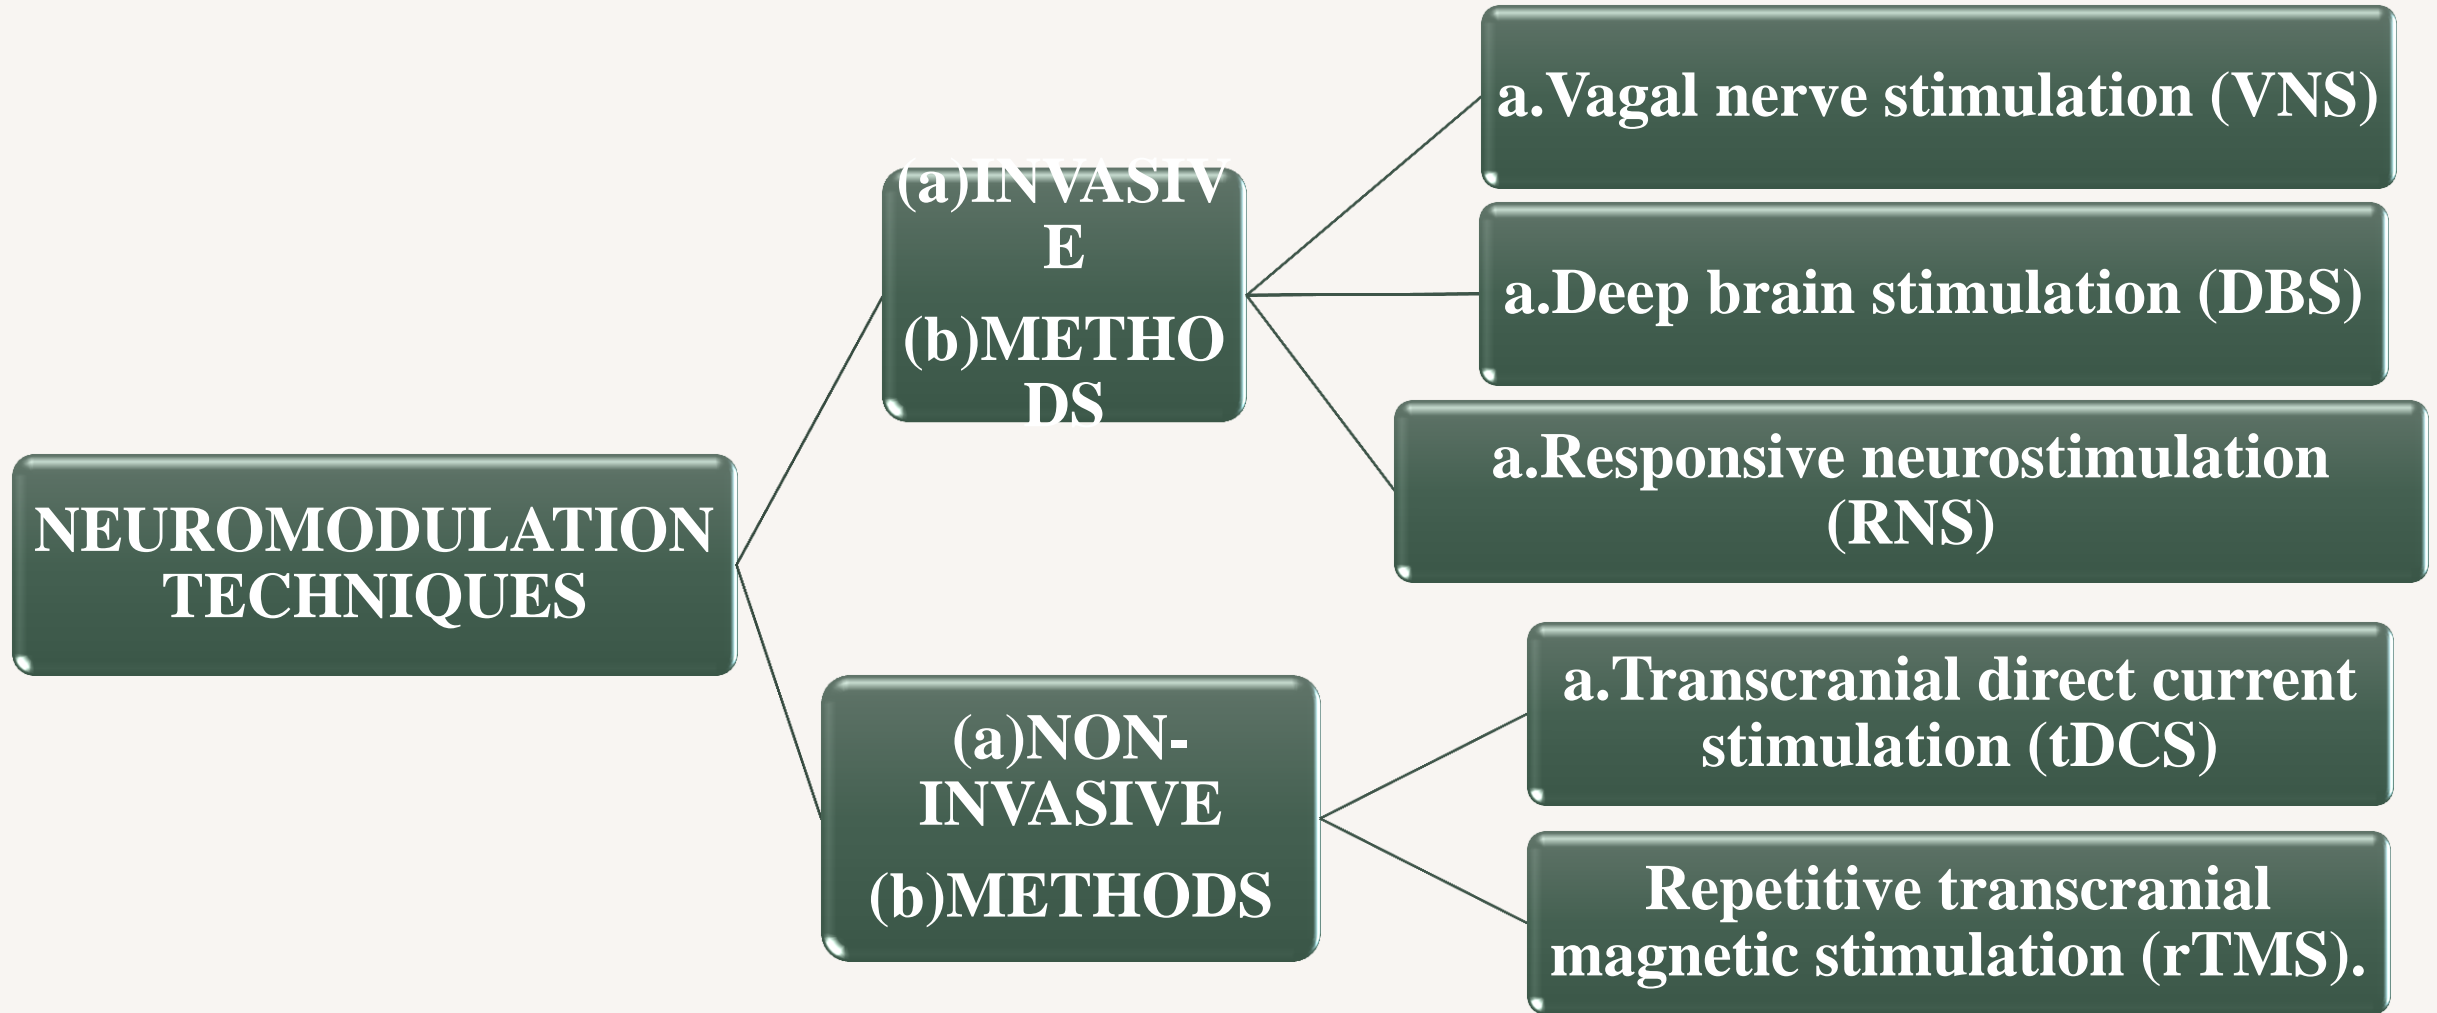 NEUROMODULATION
TECHNIQUES
(a)INVASIV
E
(b)METHO
DS
a.Vagal nerve stimulation (VNS)
a.Deep brain stimulation (DBS)
a.Responsive neurostimulation
(RNS)
(a)NON-
INVASIVE
(b)METHODS
a.Transcranial direct current
stimulation (tDCS)
Repetitive transcranial
magnetic stimulation (rTMS).